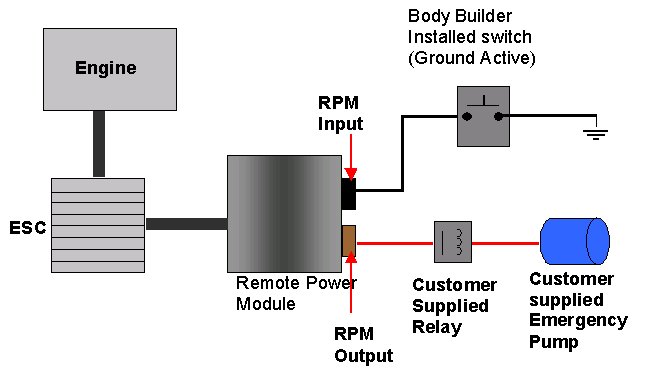 Body Builder
Installed switch
(Ground Active)
Engine
RPM
Input
ESC
Remote Power
Module
Customer
Supplied
Relay
Customer
supplied
Emergency
Pump
RPM
Output